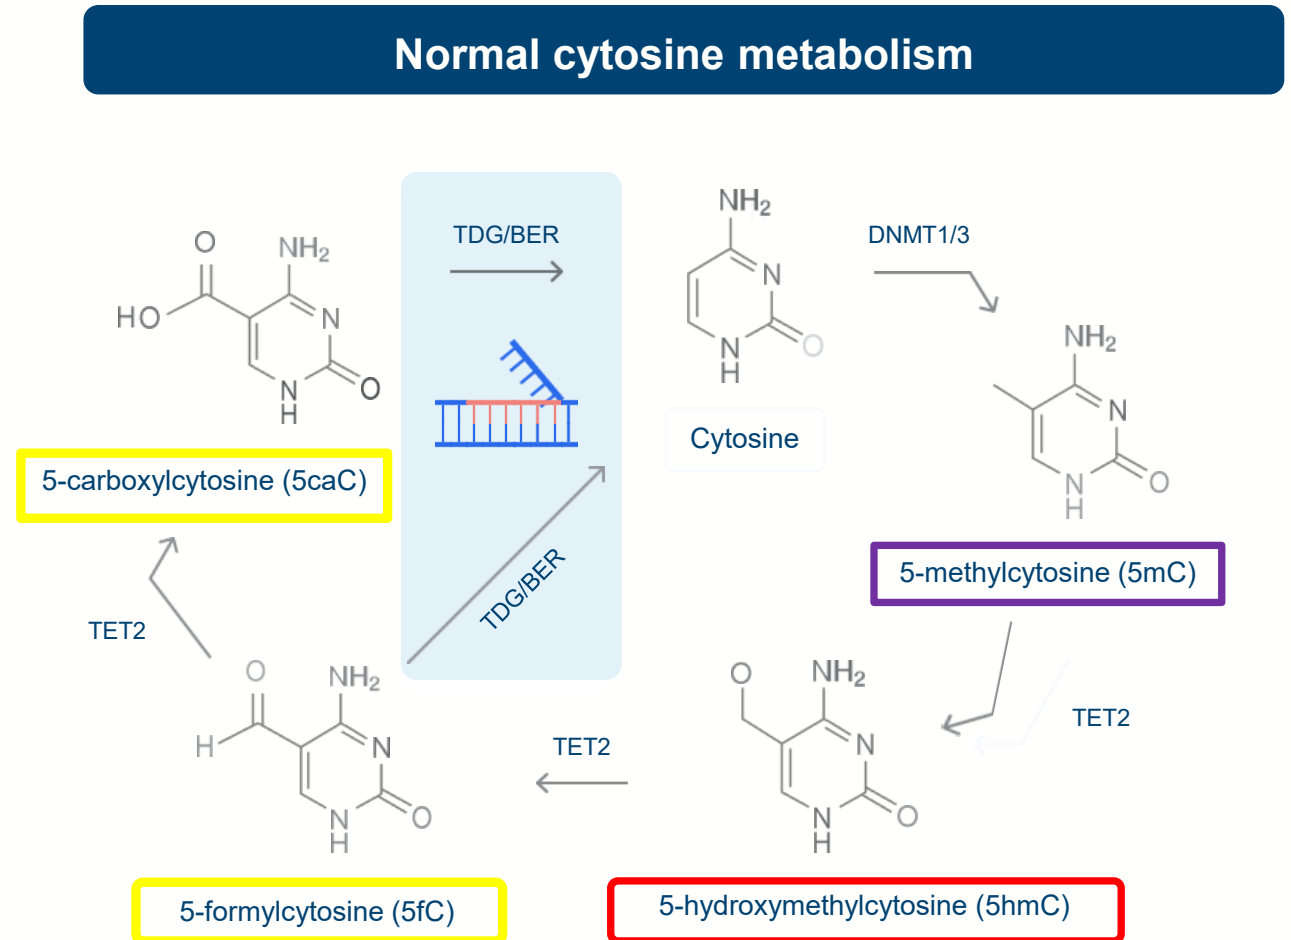 Normal cytosine metabolism
TDG/BER
DNMT1/3
NH2
O
NH2
HO
N
N
H
O
NH2
N
N
H
O
Cytosine
NH2
N
N
H
O
5-carboxylcytosine (5caC)
5-methylcytosine (5mC)
TET2
TDG/BER
TET2
TET2
O
NH2
H
N
N
H
O
O
NH2
N
N
H
O
5-formylcytosine (5fC)
5-hydroxymethylcytosine (5hmC)